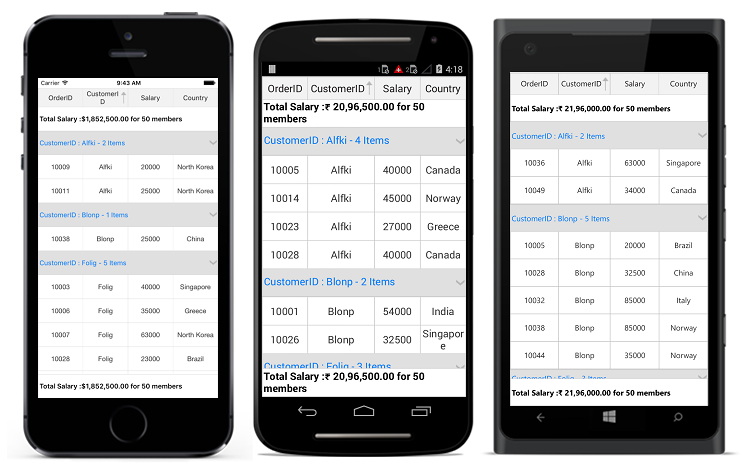 Carrier 9:43 AM
OrderID CustomerI Salary Country
D
Total Salary :$1,852,500.00 for 50 members
CustomerID : Alfki - 2 Items
10009 Alfki 20000 North Korea
10011 Alfki 25000 North Korea
CustomerID : Blonp - 1 Items
10038 Blonp 25000 China
CustomerID : Folig - 5 Items
10003 Folig 40000 Singapore
10006 Folig 35000 Greece
10007 Folig 63000 North Korea
10028 Folig 23000 Brazil
Total Salary :$1,852,500.00 for 50 members
4:18
OrderID CustomerID Salary Country
Total Salary :₹ 20,96,500.00 for 50
members
CustomerID : Alfki - 4 Items
10005 Alfki 40000 Canada
10014 Alfki 45000 Norway
10023 Alfki 27000 Greece
10028 Alfki 40000 Canada
CustomerID : Blonp - 2 Items
10001 Blonp 54000 India
10026 Blonp 32500 Singapor
e
CustomerID : Folig - 3 Items
Total Salary :₹ 20,96,500.00 for 50
members
OrderID CustomerID Salary Country
Total Salary :₹ 21,96,000.00 for 50 members
CustomerID : Alfki - 2 Items
10036 Alfki 63000 Singapore
10049 Alfki 34000 Canada
CustomerID : Blonp - 5 Items
10005 Blonp 20000 Brazil
10028 Blonp 32500 China
10032 Blonp 85000 Italy
10038 Blonp 85000 Norway
10044 Blonp 35000 Norway
CustomerID : Folig - 2 Items
Total Salary :₹ 21,96,000.00 for 50 members